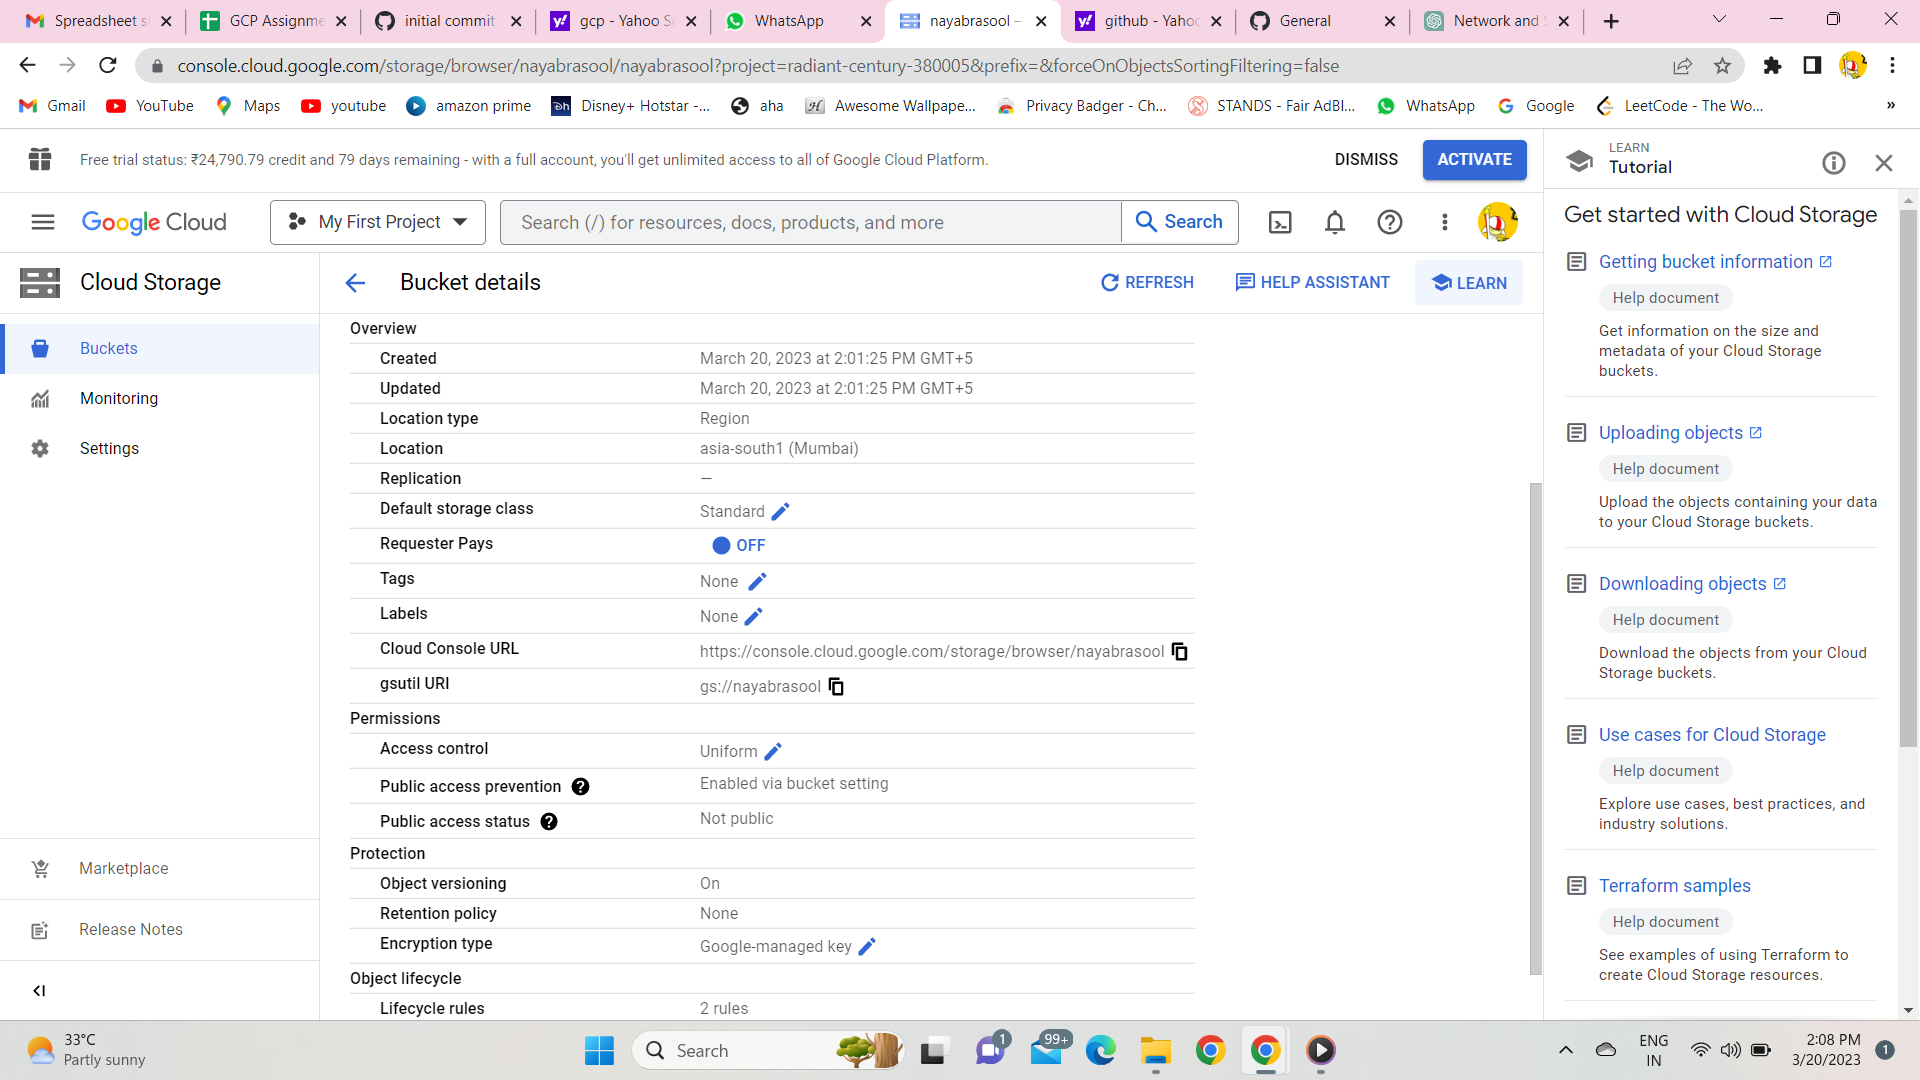 Spreadsheet s
GCP Assignme
initial commit
gcp - Yahoo Se
WhatsApp
nayabrasool –
github - Yahoo
General
Network and S
console.cloud.google.com/storage/browser/nayabrasool/nayabrasool?project=radiant-century-380005&prefix=&forceOnObjectsSortingFiltering=false
Gmail
YouTube
Maps
youtube
amazon prime
Disney+ Hotstar -...
aha
Awesome Wallpape...
Privacy Badger - Ch...
STANDS - Fair AdBl...
WhatsApp
Google
LeetCode - The Wo...
»
Free trial status: ₹24,790.79 credit and 79 days remaining - with a full account, you'll get unlimited access to all of Google Cloud Platform.
DISMISS
ACTIVATE
Google Cloud
My First Project
Search (/) for resources, docs, products, and more
Search
Cloud Storage
Buckets
Monitoring
Settings
Marketplace
Release Notes
Bucket details
REFRESH
HELP ASSISTANT
LEARN
Overview
Created March 20, 2023 at 2:01:25 PM GMT+5
Updated March 20, 2023 at 2:01:25 PM GMT+5
Location type Region
Location asia-south1 (Mumbai)
Replication —
Default storage class Standard
Requester Pays OFF
Tags None
Labels None
Cloud Console URL https://console.cloud.google.com/storage/browser/nayabrasool
gsutil URI gs://nayabrasool
Permissions
Access control Uniform
Public access prevention Enabled via bucket setting
Public access status Not public
Protection
Object versioning On
Retention policy None
Encryption type Google-managed key
Object lifecycle
Lifecycle rules 2 rules
LEARN
Tutorial
Get started with Cloud Storage
Getting bucket information
Help document
Get information on the size and
metadata of your Cloud Storage
buckets.
Uploading objects
Help document
Upload the objects containing your data
to your Cloud Storage buckets.
Downloading objects
Help document
Download the objects from your Cloud
Storage buckets.
Use cases for Cloud Storage
Help document
Explore use cases, best practices, and
industry solutions.
Terraform samples
Help document
See examples of using Terraform to
create Cloud Storage resources.
33°C
Partly sunny
Search
1
99+
ENG
IN
2:08 PM
3/20/2023
1